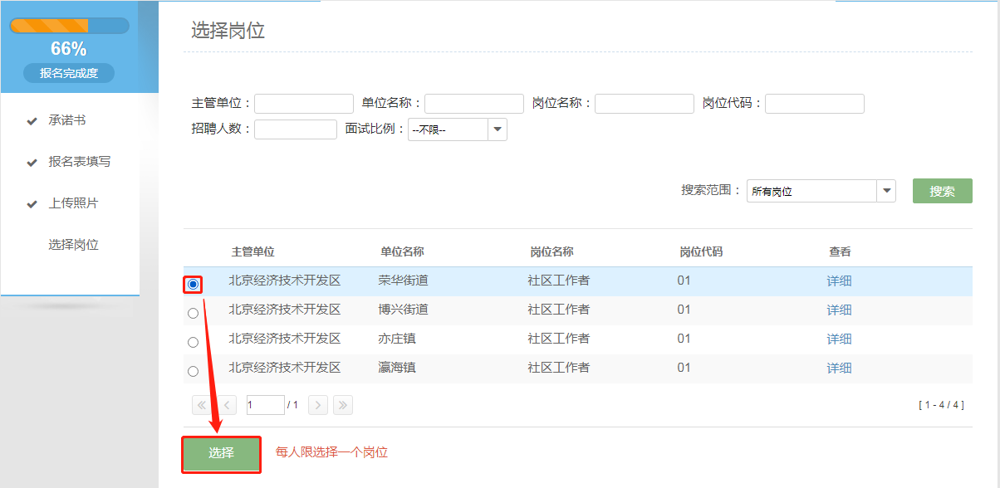 66%
报名完成度
承诺书
报名表填写
上传照片
选择岗位
选择岗位
主管单位： 单位名称： 岗位名称： 岗位代码：
招聘人数： 面试比例： --不限--
搜索范围： 所有岗位 搜索
主管单位 单位名称 岗位名称 岗位代码 查看
北京经济技术开发区 荣华街道 社区工作者 01 详细
北京经济技术开发区 博兴街道 社区工作者 01 详细
北京经济技术开发区 亦庄镇 社区工作者 01 详细
北京经济技术开发区 瀛海镇 社区工作者 01 详细
« ‹ 1 / 1 › » [ 1 - 4 / 4 ]
选择 每人限选择一个岗位